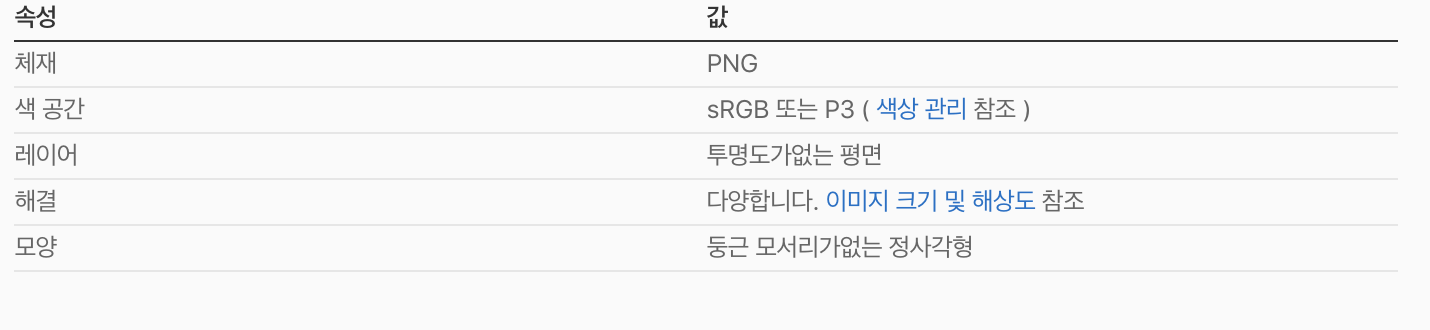 속성 값
체재 PNG
색 공간 sRGB 또는 P3 ( 색상 관리 참조 )
레이어 투명도가없는 평면
해결 다양합니다. 이미지 크기 및 해상도 참조
모양 둥근 모서리가없는 정사각형